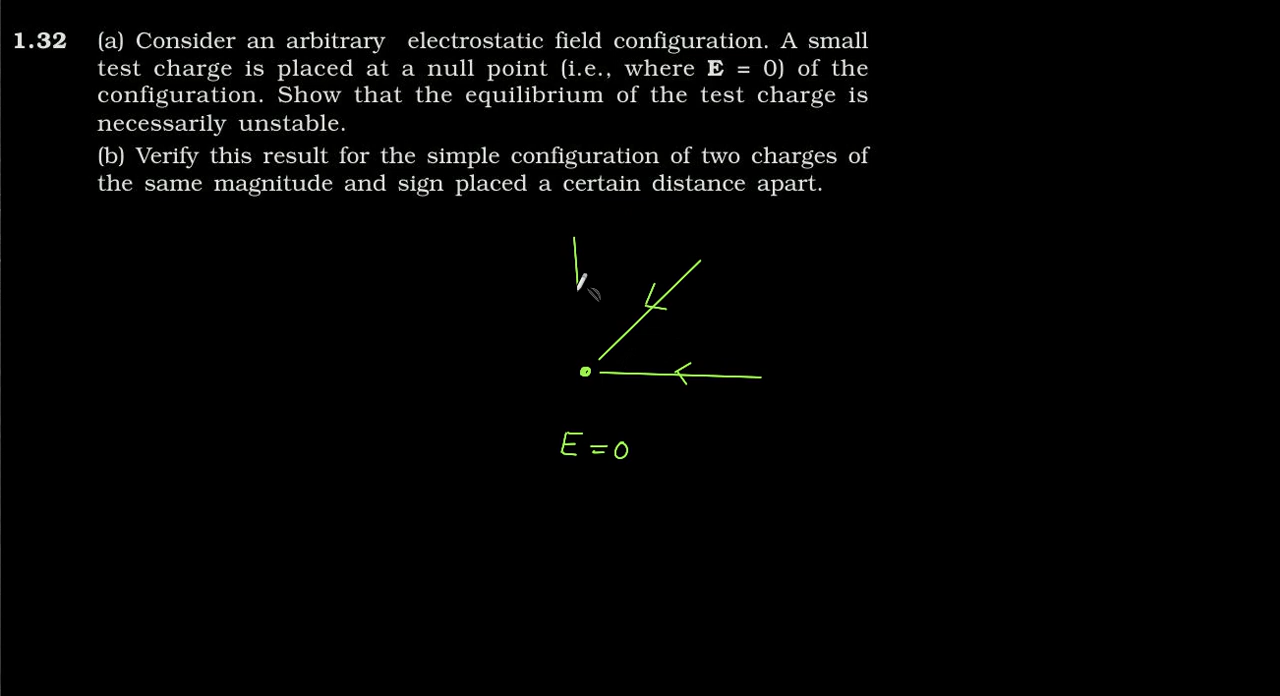 1.32 (a) Consider an arbitrary electrostatic field configuration. A small
test charge is placed at a null point (i.e., where E = 0) of the
configuration. Show that the equilibrium of the test charge is
necessarily unstable.
(b) Verify this result for the simple configuration of two charges of
the same magnitude and sign placed a certain distance apart.
E = 0